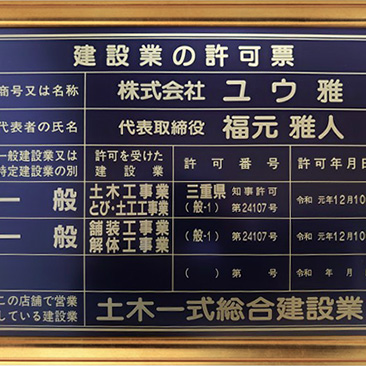 建設業の許可票
商号又は名称 株式会社 ユウ雅
代表者の氏名 代表取締役 福元 雅人
一般建設業又は 許可を受けた 許可番号 許可年月日
特定建設業の別 建設業
一般 土木工事業 三重県 知事許可 令和 元年12月10
とび・土工工事業 (般-1) 第24107号
一般 舗装工事業 三重県 知事許可 令和 元年12月10
解体工事業 (般-1) 第24107号
( ) 第 号 令和 年 月
この店舗で営業 土木一式総合建設業
している建設業